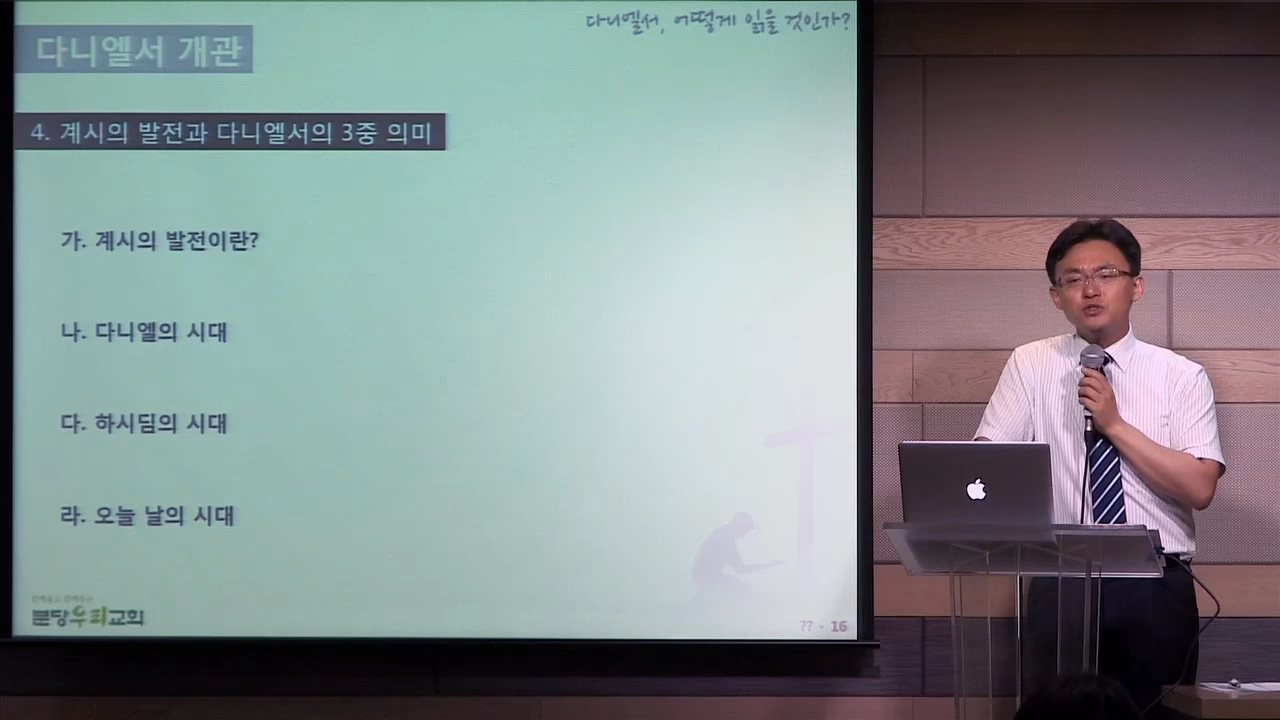 다니엘서, 어떻게 읽을 것인가?
다니엘서 개관
4. 계시의 발전과 다니엘서의 3중 의미
가. 계시의 발전이란?
나. 다니엘의 시대
다. 하시딤의 시대
라. 오늘 날의 시대
분당우리교회
?? - 16